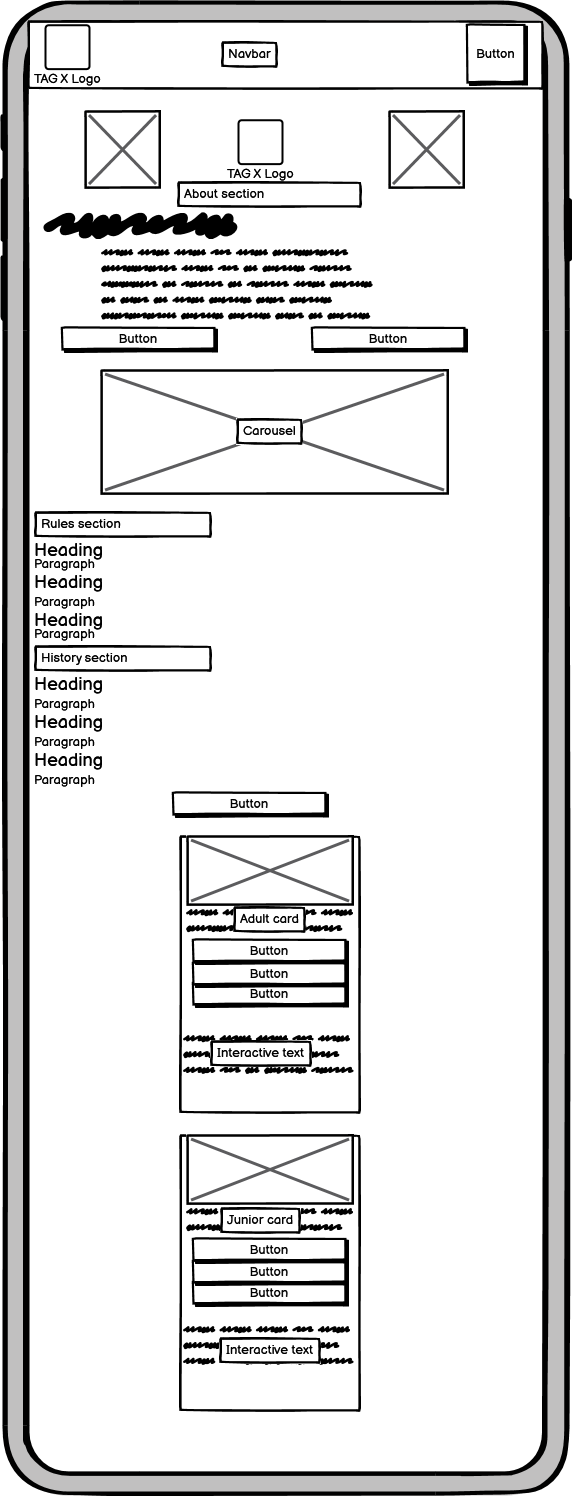 Navbar
Button
TAG X Logo
TAG X Logo
About section
Button
Button
Carousel
Rules section
Heading
Paragraph
Heading
Paragraph
Heading
Paragraph
History section
Heading
Paragraph
Heading
Paragraph
Heading
Paragraph
Button
Adult card
Button
Button
Button
Interactive text
Junior card
Button
Button
Button
Interactive text